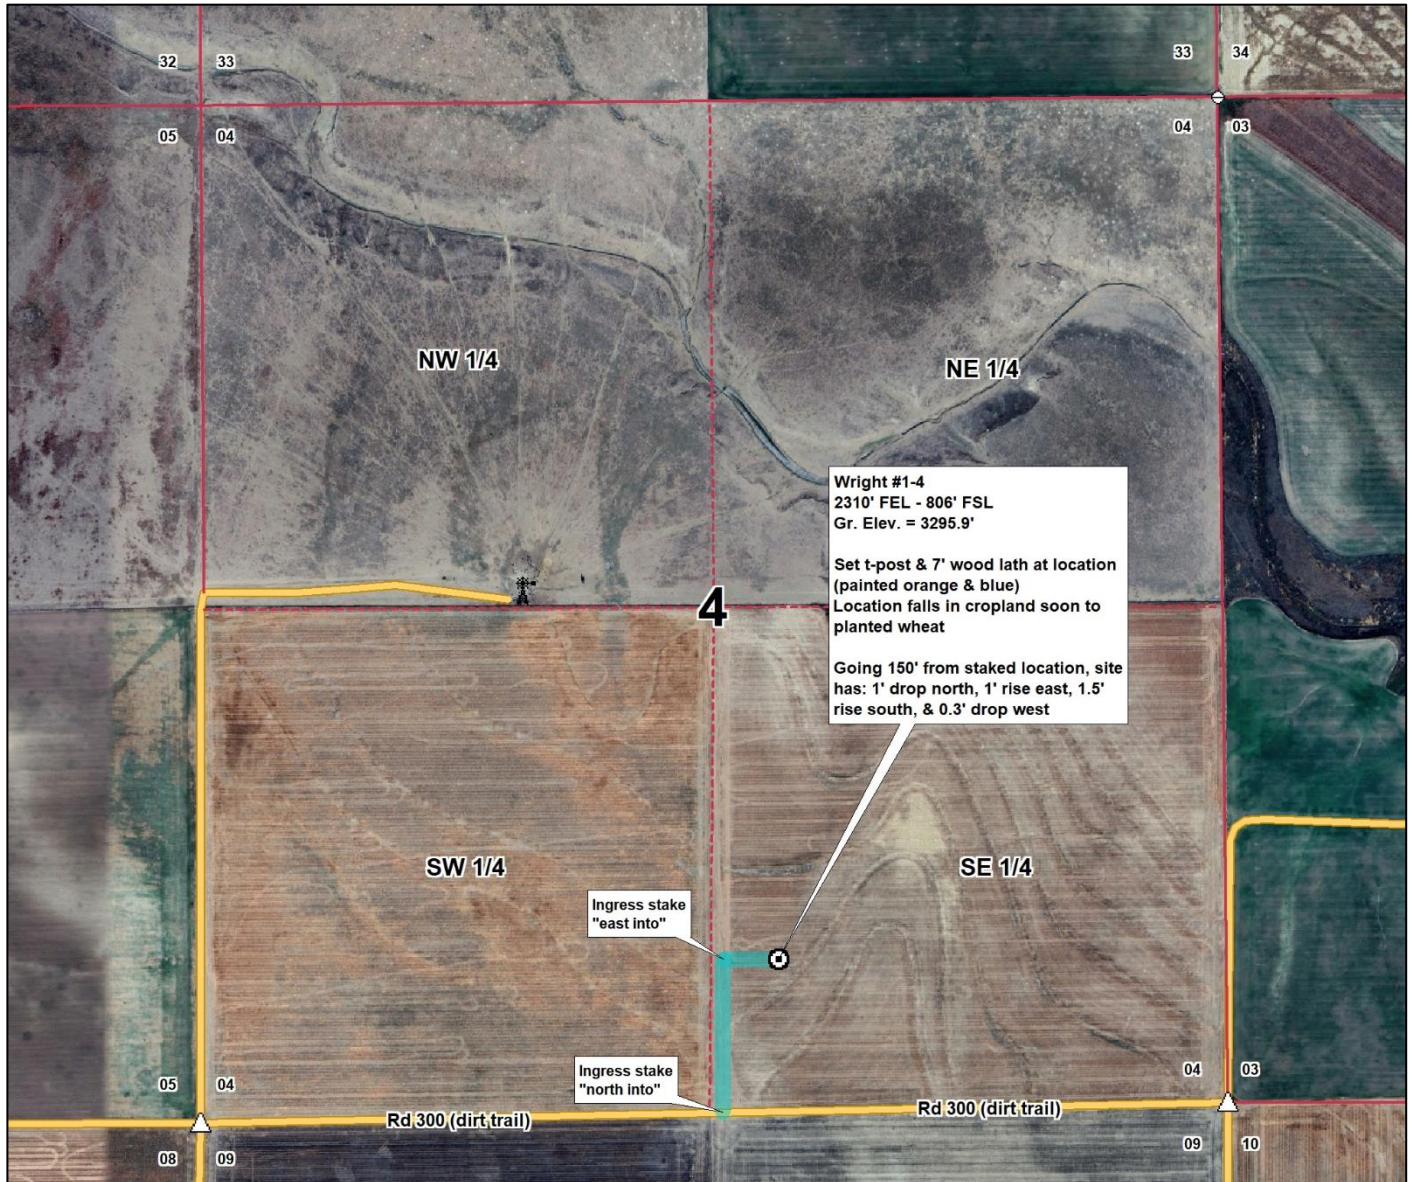 32 33
33 34
05 04
04 03
NW 1/4
NE 1/4
Wright #1-4
2310' FEL - 806' FSL
Gr. Elev. = 3295.9'
Set t-post & 7' wood lath at location
(painted orange & blue)
Location falls in cropland soon to
planted wheat
Going 150' from staked location, site
has: 1' drop north, 1' rise east, 1.5'
rise south, & 0.3' drop west
4
SW 1/4
SE 1/4
Ingress stake
"east into"
Ingress stake
"north into"
05 04
04 03
Rd 300 (dirt trail)
Rd 300 (dirt trail)
08 09
09 10